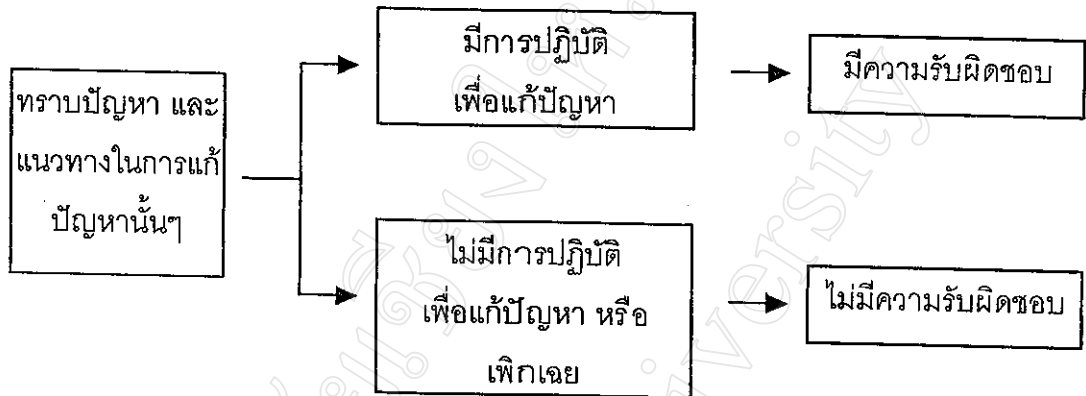 ทราบปัญหา และ
แนวทางในการแก้
ปัญหานั้นๆ
มีการปฏิบัติ
เพื่อแก้ปัญหา
มีความรับผิดชอบ
ไม่มีการปฏิบัติ
เพื่อแก้ปัญหา หรือ
เพิกเฉย
ไม่มีความรับผิดชอบ